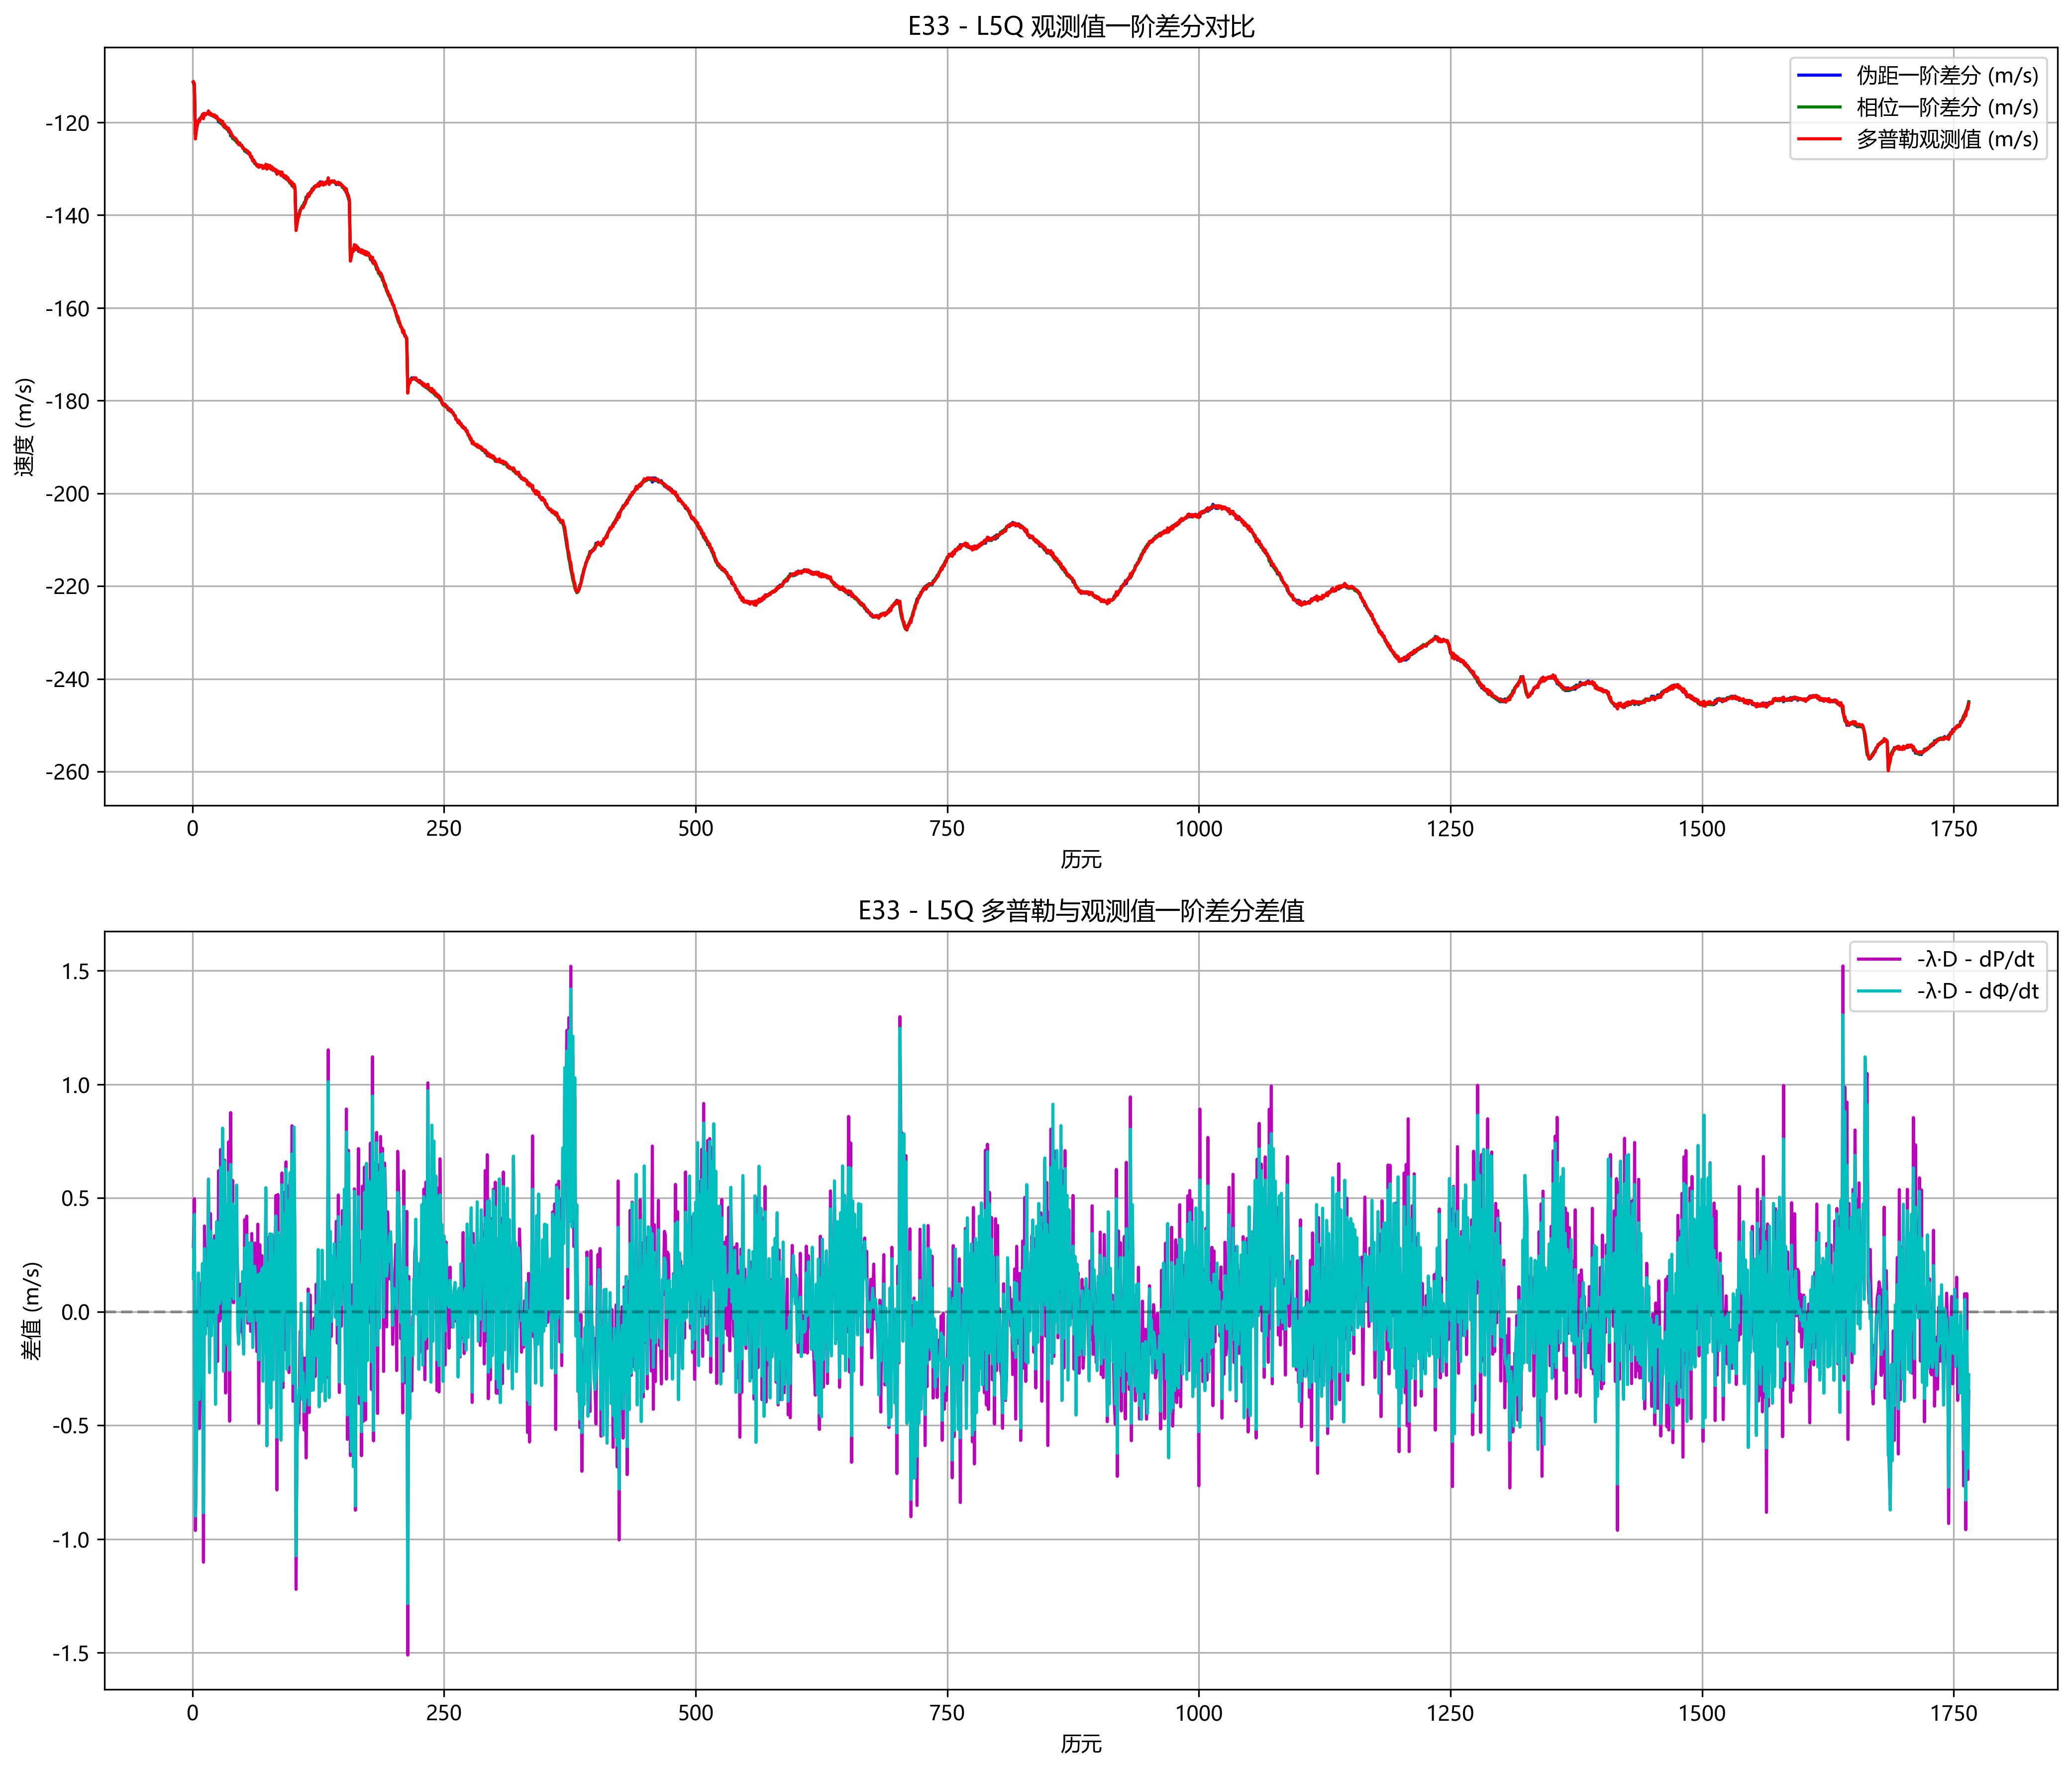 E33 - L5Q 观测值一阶差分对比
伪距一阶差分 (m/s)
相位一阶差分 (m/s)
多普勒观测值 (m/s)
速度 (m/s)
-120
-140
-160
-180
-200
-220
-240
-260
0 250 500 750 1000 1250 1500 1750
历元
E33 - L5Q 多普勒与观测值一阶差分差值
-λ·D - dP/dt
-λ·D - dΦ/dt
差值 (m/s)
1.5
1.0
0.5
0.0
-0.5
-1.0
-1.5
0 250 500 750 1000 1250 1500 1750
历元